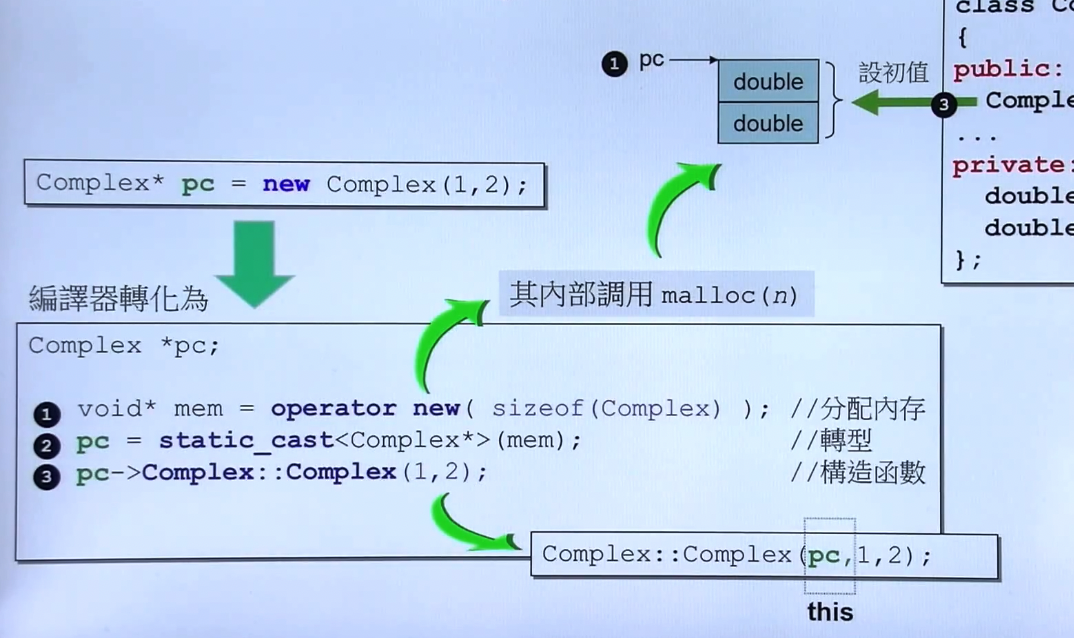 class
{
public:
...
private:
double
double
};
1 pc
double
double
設初值
3
Complex* pc = new Complex(1,2);
編譯器轉化為
其內部調用 malloc(n)
Complex *pc;
1 void* mem = operator new( sizeof(Complex) ); //分配內存
2 pc = static_cast<Complex*>(mem); //轉型
3 pc->Complex::Complex(1,2); //構造函數
Complex::Complex(pc,1,2);
this